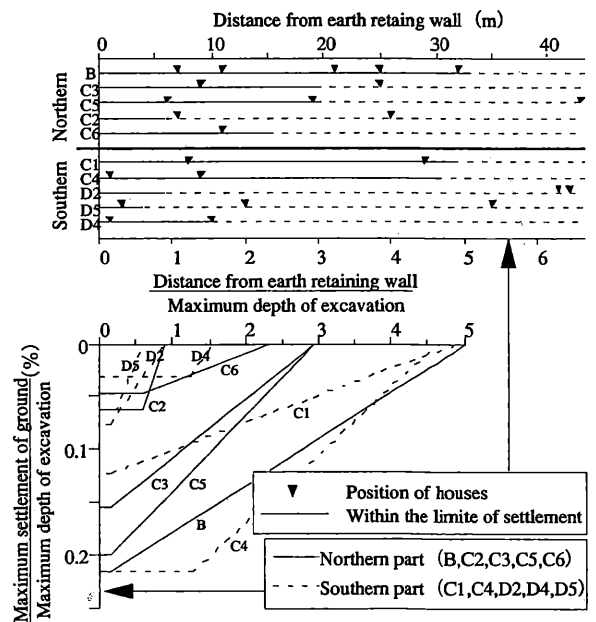 Distance from earth retaing wall (m)
0 10 20 30 40
Northern
B
C3
C5
C2
C6
Southern
C1
C4
D2
D5
D4
0 1 2 3 4 5 6
Distance from earth retaining wall
Maximum depth of excavation
0 1 2 3 4 5
Maximum settlement of ground (%)
Maximum depth of excavation
0
0.1
0.2
D5 D2 D4 C6
C2
C1
C3 C5
B
C4
Position of houses
Within the limite of settlement
Northern part (B,C2,C3,C5,C6)
Southern part (C1,C4,D2,D4,D5)